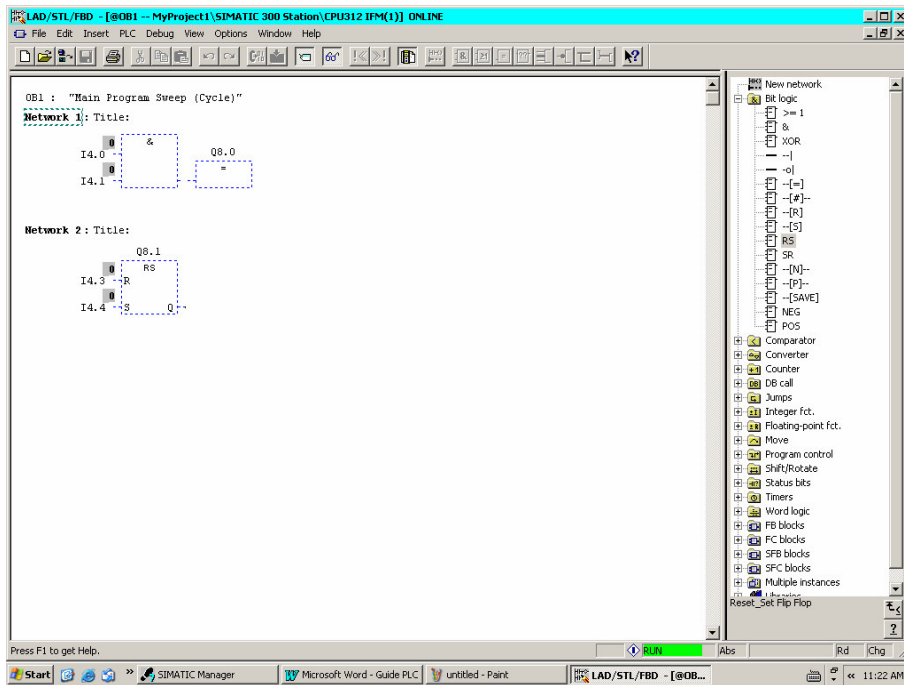 LAD/STL/FBD - [@OB1 -- MyProject1\SIMATIC 300 Station\CPU312 IFM(1)] ONLINE
File Edit Insert PLC Debug View Options Window Help
OB1 : "Main Program Sweep (Cycle)"
Network 1: Title:
0
&
I4.0
Q8.0
0
=
I4.1
Network 2: Title:
Q8.1
0
RS
I4.3
R
0
I4.4
S
Q
New network
Bit logic
>= 1
&
XOR
--|
-o|
--[=]
--[#]--
--[R]
--[S]
RS
SR
--[N]--
--[P]--
--[SAVE]
NEG
POS
Comparator
Converter
Counter
DB call
Jumps
Integer fct.
Floating-point fct.
Move
Program control
Shift/Rotate
Status bits
Timers
Word logic
FB blocks
FC blocks
SFB blocks
SFC blocks
Multiple instances
Libraries
Reset_Set Flip Flop
Press F1 to get Help.
RUN
Abs
Rd
Chg
Start
SIMATIC Manager
Microsoft Word - Guide PLC
untitled - Paint
LAD/STL/FBD - [@OB...
11:22 AM